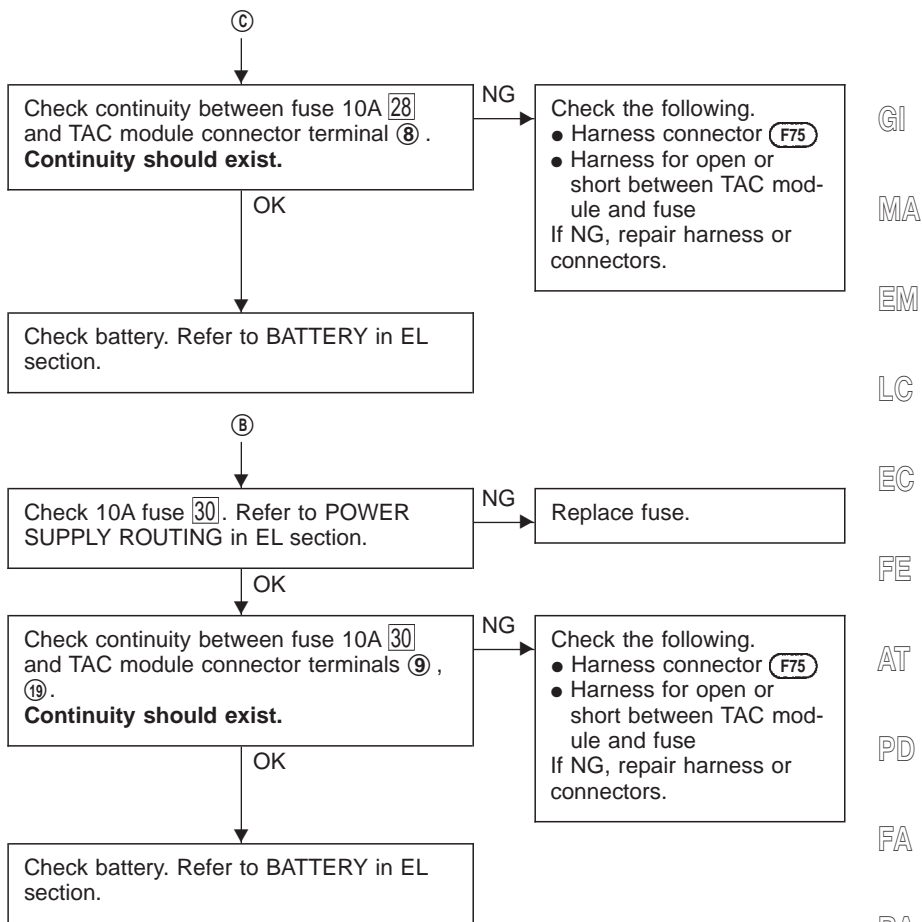 C
Check continuity between fuse 10A 28
and TAC module connector terminal 8 .
Continuity should exist.
NG
Check the following.
● Harness connector F75
● Harness for open or
short between TAC mod-
ule and fuse
If NG, repair harness or
connectors.
OK
Check battery. Refer to BATTERY in EL
section.
B
Check 10A fuse 30. Refer to POWER
SUPPLY ROUTING in EL section.
NG
Replace fuse.
OK
Check continuity between fuse 10A 30
and TAC module connector terminals 9 ,
19.
Continuity should exist.
NG
Check the following.
● Harness connector F75
● Harness for open or
short between TAC mod-
ule and fuse
If NG, repair harness or
connectors.
OK
Check battery. Refer to BATTERY in EL
section.
GI
MA
EM
LC
EC
FE
AT
PD
FA